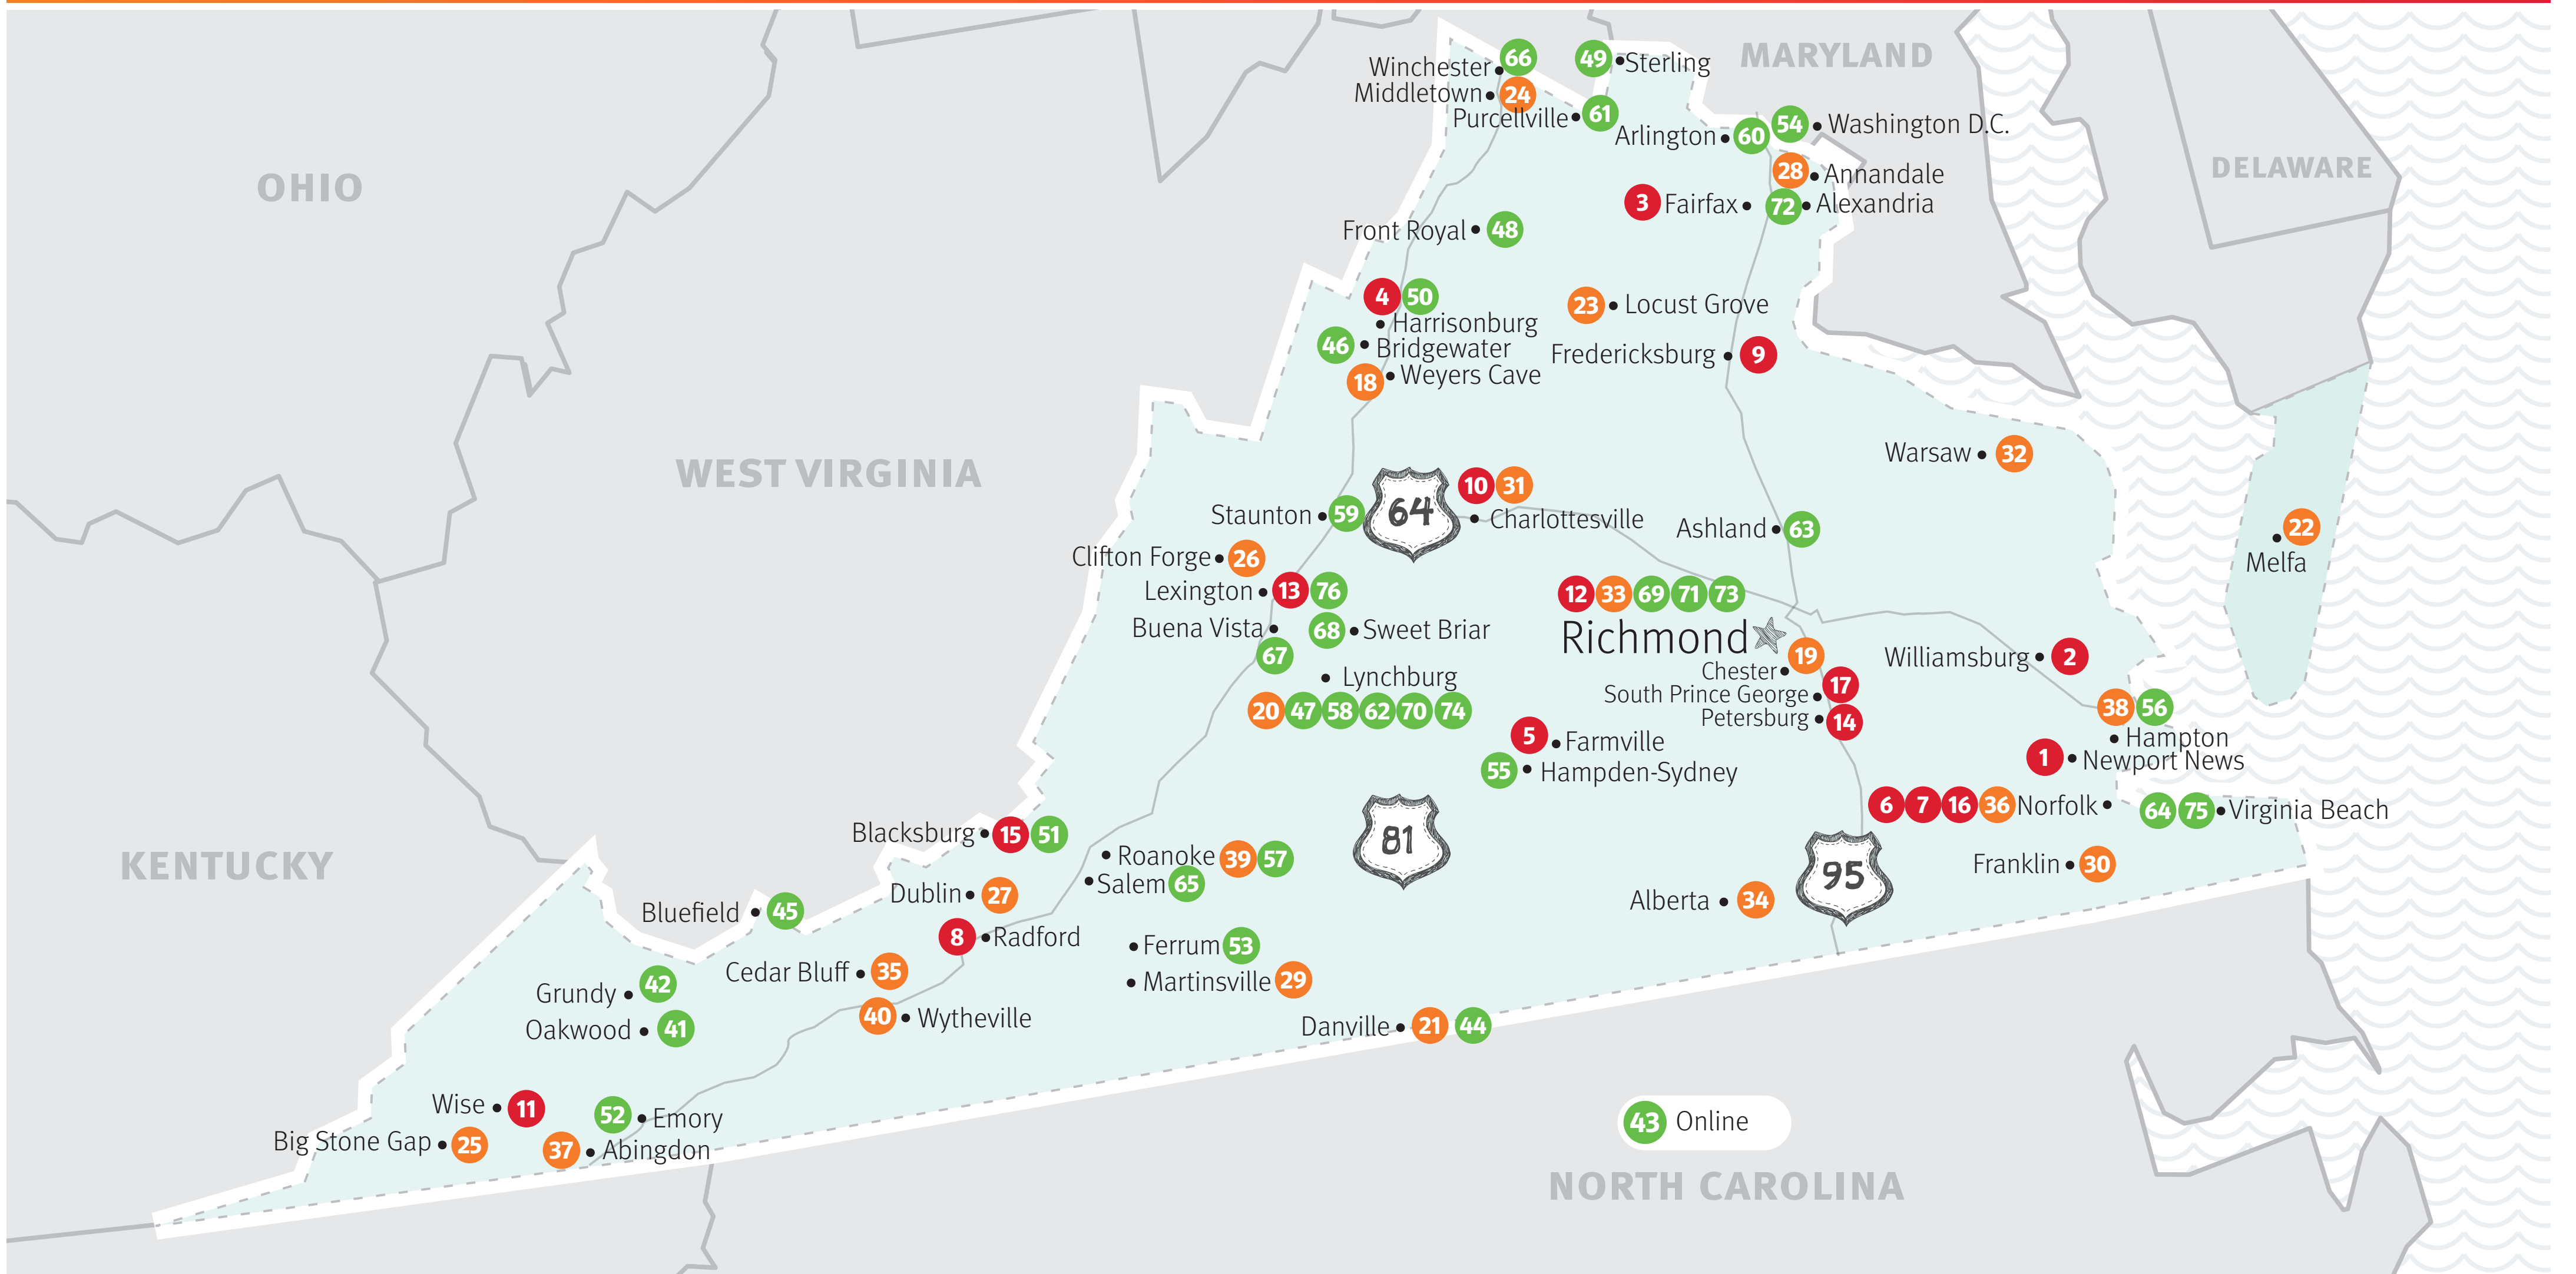 66
49
Sterling
MARYLAND
Winchester
Middletown
24
Purcellville
61
Arlington
60
54
Washington D.C.
OHIO
28
Annandale
DELAWARE
3
Fairfax
72
Alexandria
Front Royal
48
4
50
Harrisonburg
23
Locust Grove
46
Bridgewater
Fredericksburg
9
18
Weyers Cave
WEST VIRGINIA
Warsaw
32
64
10
31
Staunton
59
Charlottesville
Ashland
63
22
Melfa
Clifton Forge
26
Lexington
13
76
12
33
69
71
73
Buena Vista
68
Sweet Briar
Richmond
67
19
Williamsburg
2
Lynchburg
Chester
17
South Prince George
20
47
58
62
70
74
Petersburg
14
38
56
5
Farmville
Hampton
55
Hampden-Sydney
1
Newport News
6
7
16
36
Norfolk
64
75
Virginia Beach
Blacksburg
15
51
81
KENTUCKY
Roanoke
39
57
95
Franklin
30
Salem
65
Dublin
27
Alberta
34
Bluefield
45
8
Radford
Ferrum
53
Cedar Bluff
35
Martinsville
29
Grundy
42
40
Wytheville
Oakwood
41
Danville
21
44
Wise
11
52
Emory
43
Online
Big Stone Gap
25
37
Abingdon
NORTH CAROLINA